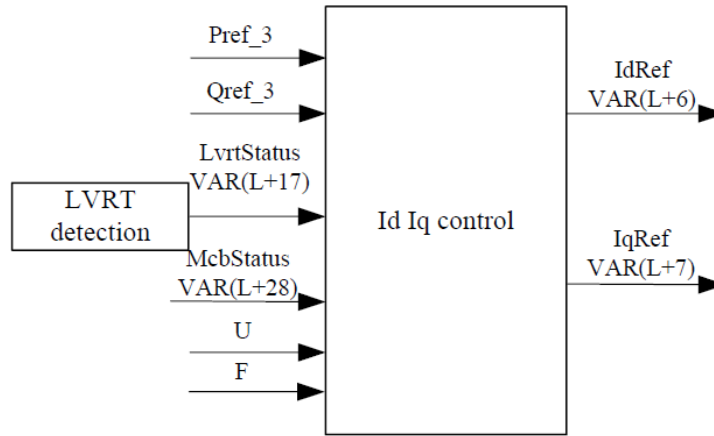 Pref_3
Qref_3
LvrtStatus
VAR(L+17)
LVRT
detection
McbStatus
VAR(L+28)
U
F
Id Iq control
IdRef
VAR(L+6)
IqRef
VAR(L+7)